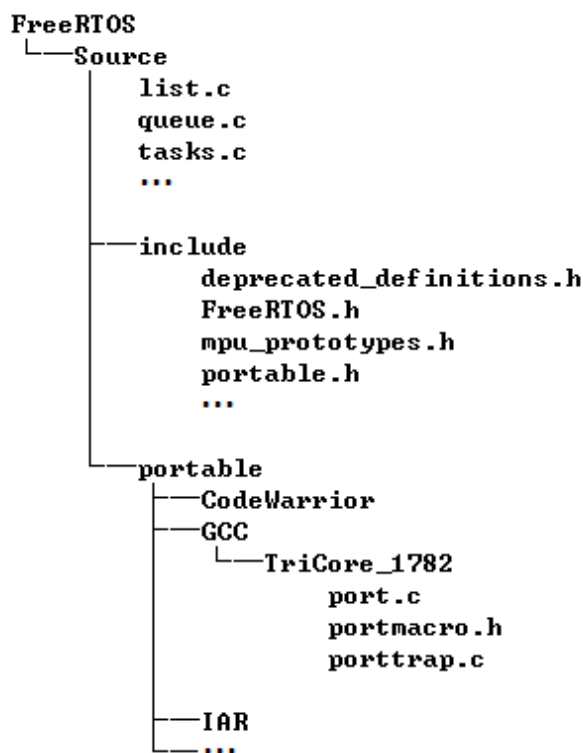 FreeRTOS
Source
list.c
queue.c
tasks.c
...
include
deprecated_definitions.h
FreeRTOS.h
mpu_prototypes.h
portable.h
...
portable
CodeWarrior
GCC
TriCore_1782
port.c
portmacro.h
porttrap.c
IAR
...